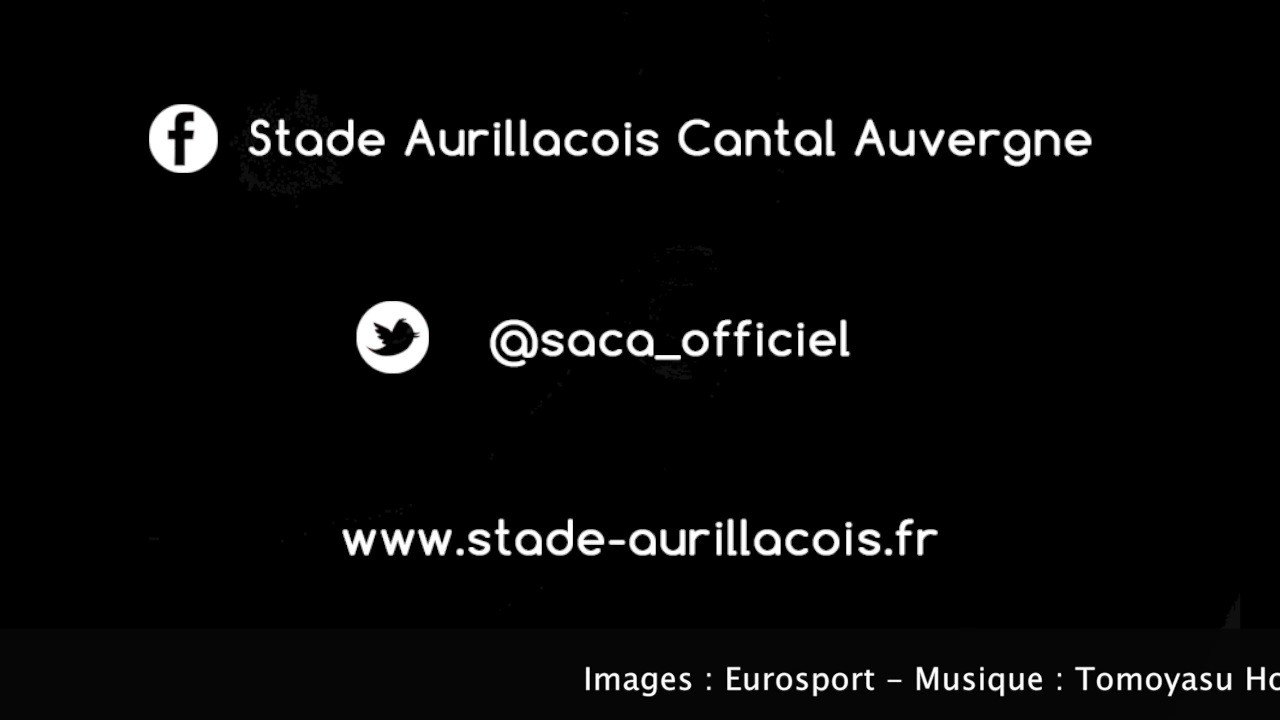 Stade Aurillacois Cantal Auvergne
@saca_officiel
www.stade-aurillacois.fr
Images : Eurosport - Musique : Tomoyasu